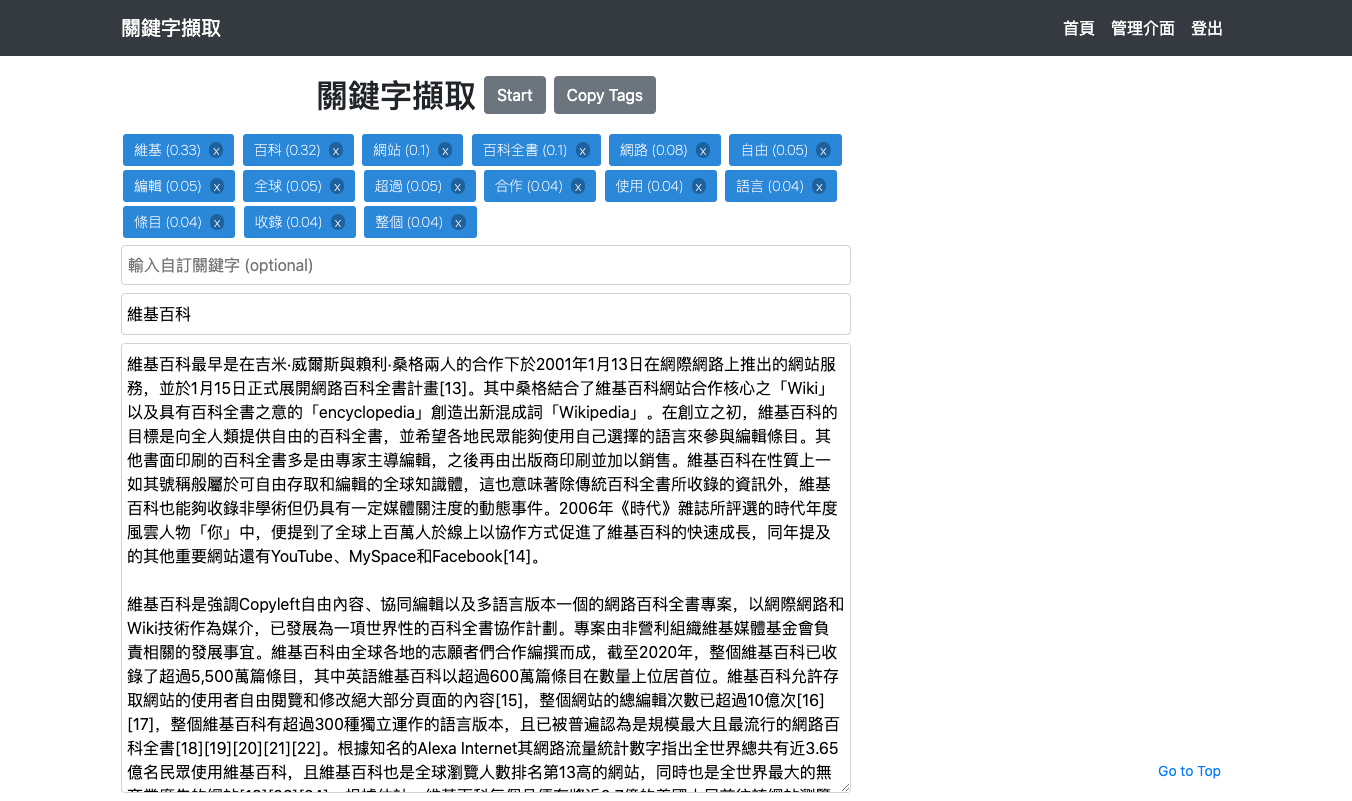 關鍵字擷取 首頁 管理介面 登出
關鍵字擷取 Start Copy Tags
維基 (0.33) x 百科 (0.32) x 網站 (0.1) x 百科全書 (0.1) x 網路 (0.08) x 自由 (0.05) x
編輯 (0.05) x 全球 (0.05) x 超過 (0.05) x 合作 (0.04) x 使用 (0.04) x 語言 (0.04) x
條目 (0.04) x 收錄 (0.04) x 整個 (0.04) x
輸入自訂關鍵字 (optional)
維基百科
維基百科最早是在吉米·威爾斯與賴利·桑格兩人的合作下於2001年1月13日在網際網路上推出的網站服
務，並於1月15日正式展開網路百科全書計畫[13]。其中桑格結合了維基百科網站合作核心之「Wiki」
以及具有百科全書之意的「encyclopedia」創造出新混成詞「Wikipedia」。在創立之初，維基百科的
目標是向全人類提供自由的百科全書，並希望各地民眾能夠使用自己選擇的語言來參與編輯條目。其
他書面印刷的百科全書多是由專家主導編輯，之後再由出版商印刷並加以銷售。維基百科在性質上一
如其號稱般屬於可自由存取和編輯的全球知識體，這也意味著除傳統百科全書所收錄的資訊外，維基
百科也能夠收錄非學術但仍具有一定媒體關注度的動態事件。2006年《時代》雜誌所評選的時代年度
風雲人物「你」中，便提到了全球上百萬人於線上以協作方式促進了維基百科的快速成長，同年提及
的其他重要網站還有YouTube、MySpace和Facebook[14]。
維基百科是強調Copyleft自由內容、協同編輯以及多語言版本一個的網路百科全書專案，以網際網路和
Wiki技術作為媒介，已發展為一項世界性的百科全書協作計劃。專案由非營利組織維基媒體基金會負
責相關的發展事宜。維基百科由全球各地的志願者們合作編撰而成，截至2020年，整個維基百科已收
錄了超過5,500萬篇條目，其中英語維基百科以超過600萬篇條目在數量上位居首位。維基百科允許存
取網站的使用者自由閱覽和修改絕大部分頁面的內容[15]，整個網站的總編輯次數已超過10億次[16]
[17]，整個維基百科有超過300種獨立運作的語言版本，且已被普遍認為是規模最大且最流行的網路百
科全書[18][19][20][21][22]。根據知名的Alexa Internet其網路流量統計數字指出全世界總共有近3.65
億名民眾使用維基百科，且維基百科也是全球瀏覽人數排名第13高的網站，同時也是全世界最大的無
Go to Top